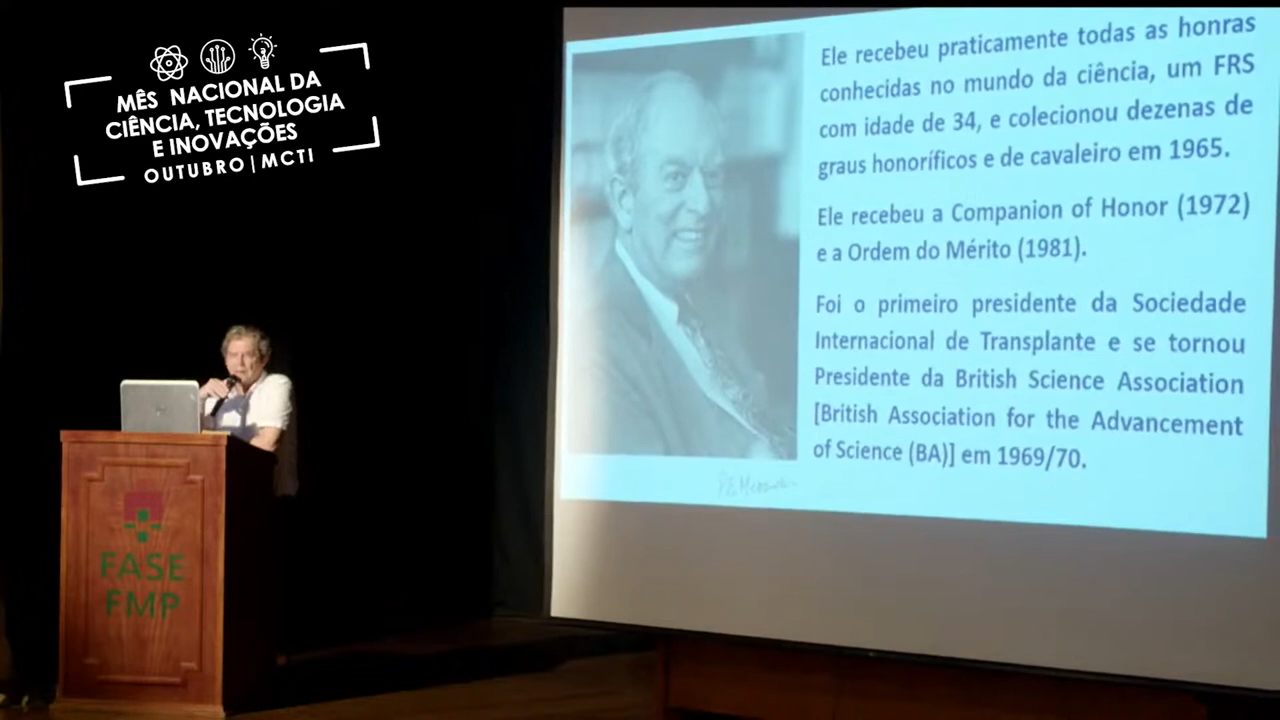 MÊS NACIONAL DA
CIÊNCIA, TECNOLOGIA
E INOVAÇÕES
OUTUBRO | MCTI
Ele recebeu praticamente todas as honras
conhecidas no mundo da ciência, um FRS
com idade de 34, e colecionou dezenas de
graus honoríficos e de cavaleiro em 1965.
Ele recebeu a Companion of Honor (1972)
e a Ordem do Mérito (1981).
Foi o primeiro presidente da Sociedade
Internacional de Transplante e se tornou
Presidente da British Science Association
[British Association for the Advancement
of Science (BA)] em 1969/70.
FASE
FMP